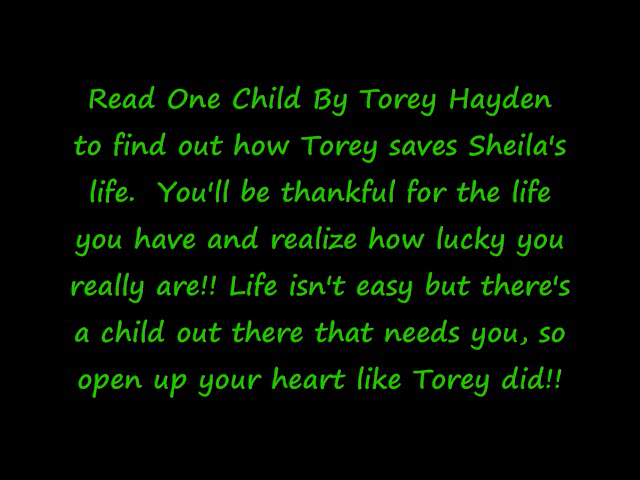 Read One Child By Torey Hayden
to find out how Torey saves Sheila's
life.  You'll be thankful for the life
you have and realize how lucky you
really are!! Life isn't easy but there's
a child out there that needs you, so
open up your heart like Torey did!!